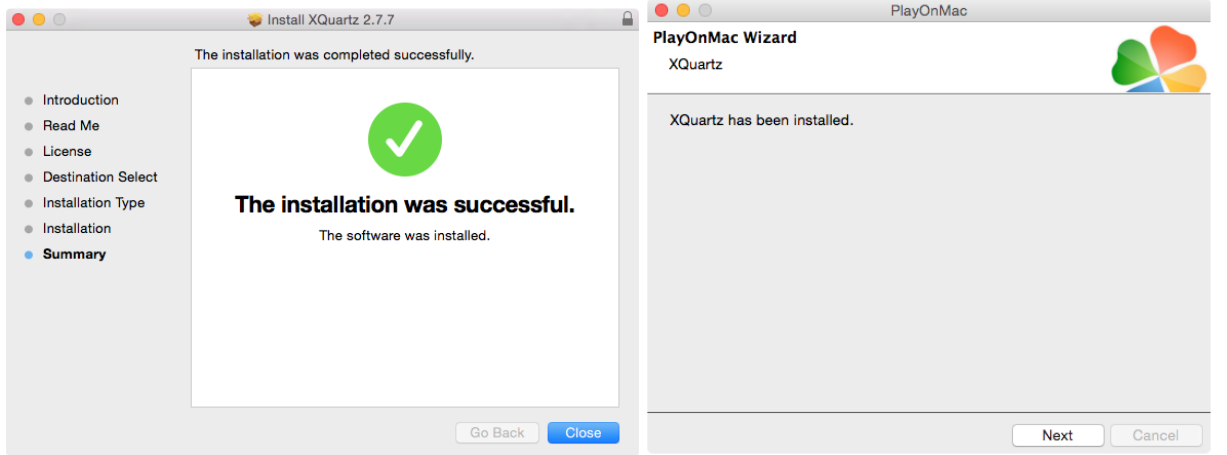 Install XQuartz 2.7.7
The installation was completed successfully.
Introduction
Read Me
License
Destination Select
Installation Type
Installation
Summary
The installation was successful.
The software was installed.
Go Back
Close
PlayOnMac
PlayOnMac Wizard
XQuartz
XQuartz has been installed.
Next
Cancel